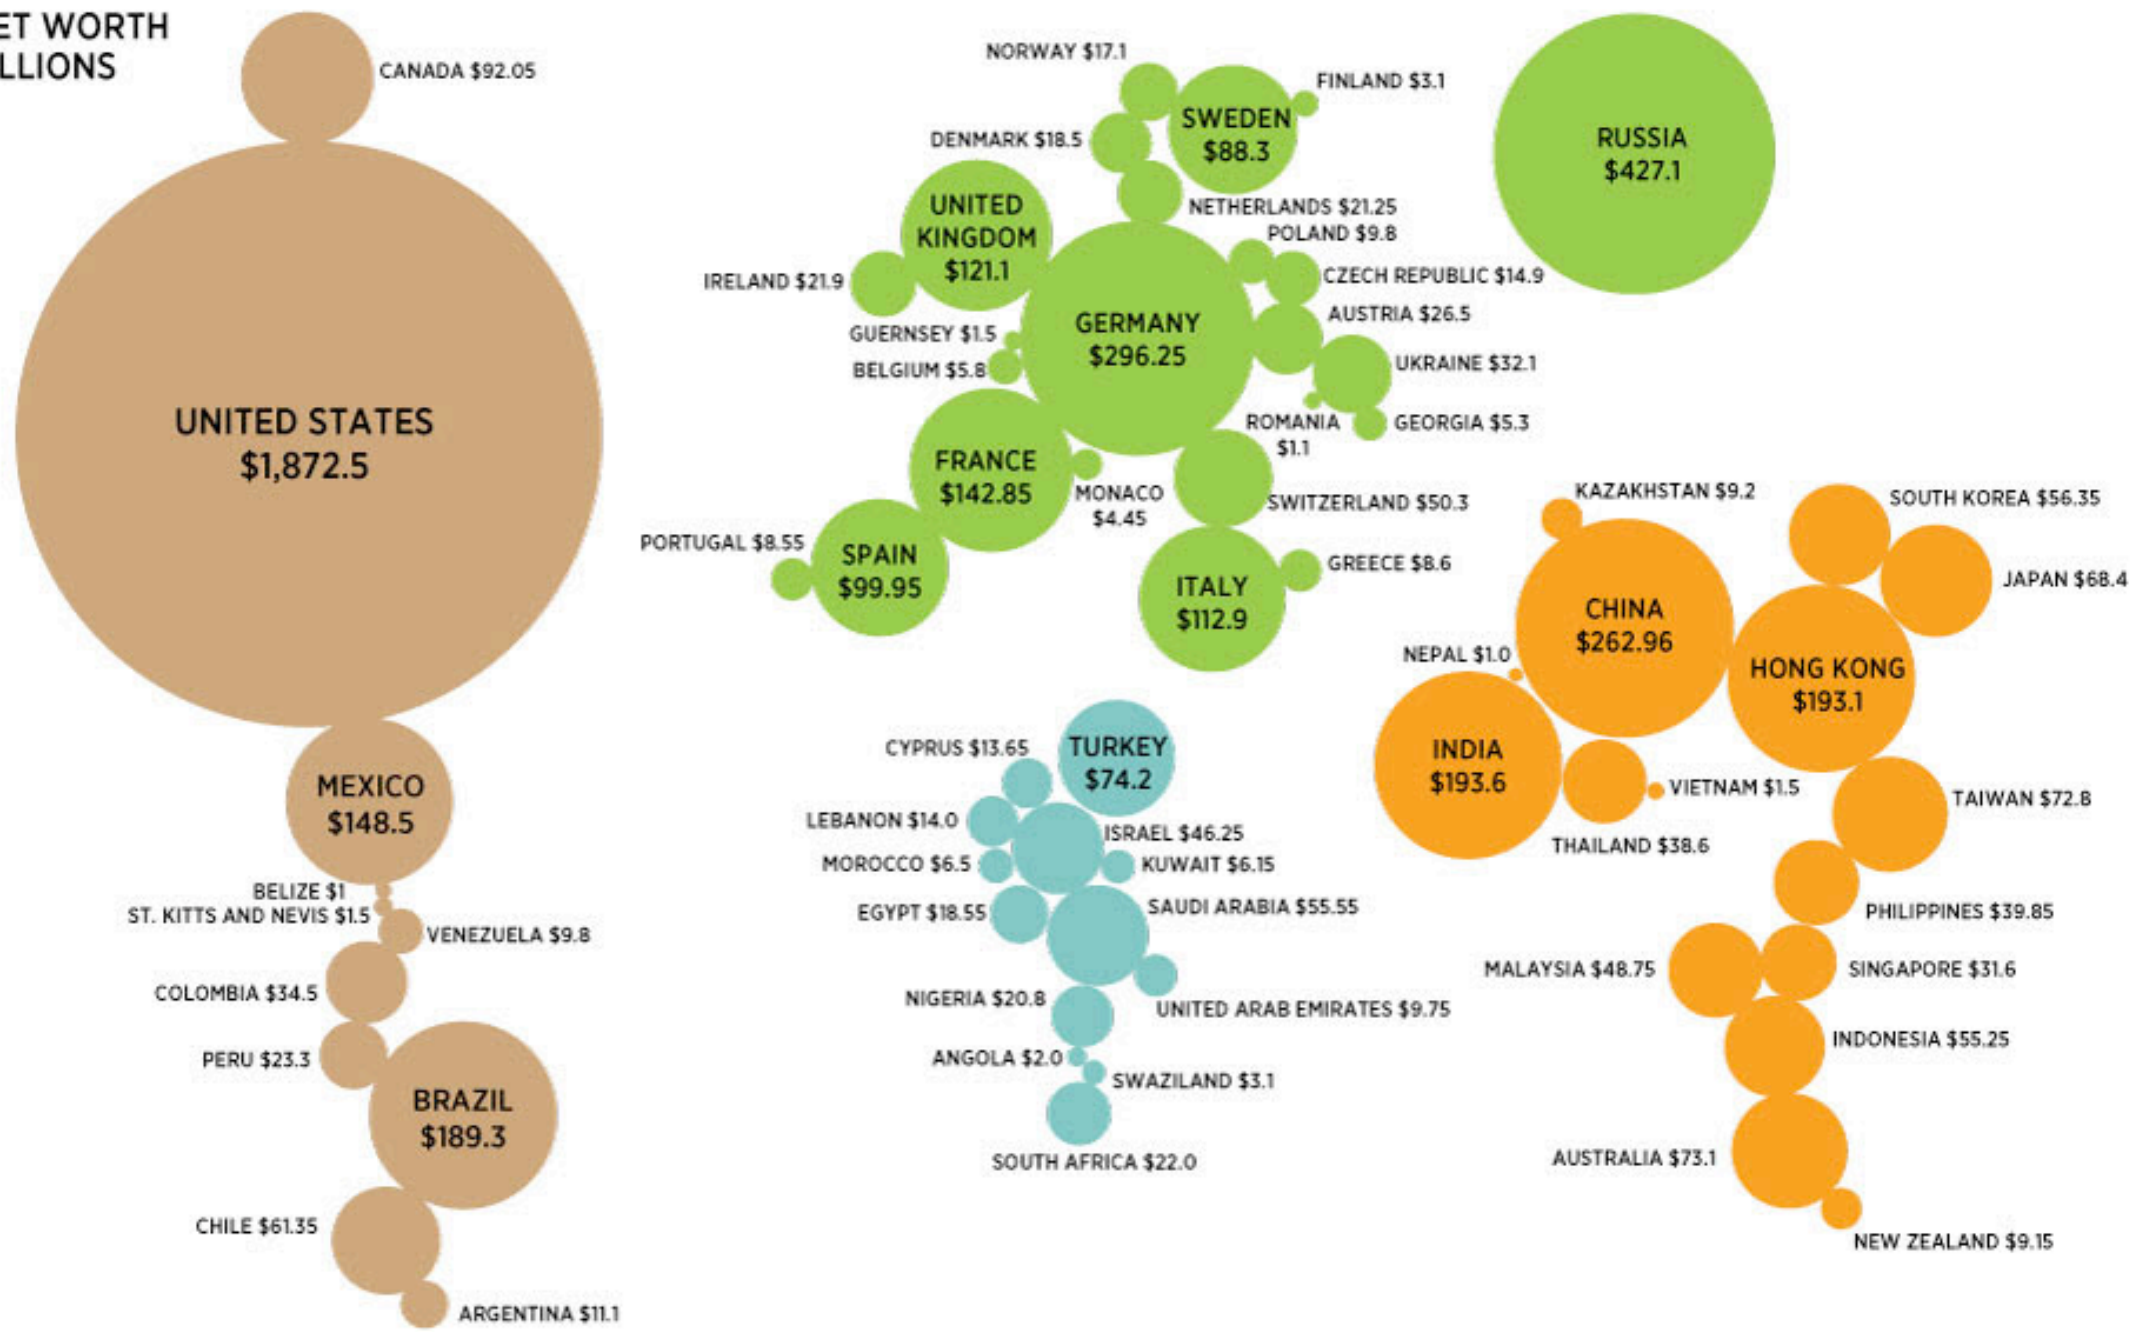 ET WORTH
LLIONS
CANADA $92.05
UNITED STATES
$1,872.5
MEXICO
$148.5
BELIZE $1
ST. KITTS AND NEVIS $1.5
VENEZUELA $9.8
COLOMBIA $34.5
PERU $23.3
BRAZIL
$189.3
CHILE $61.35
ARGENTINA $11.1
NORWAY $17.1
FINLAND $3.1
SWEDEN
$88.3
DENMARK $18.5
NETHERLANDS $21.25
UNITED
KINGDOM
$121.1
POLAND $9.8
IRELAND $21.9
CZECH REPUBLIC $14.9
GERMANY
$296.25
AUSTRIA $26.5
GUERNSEY $1.5
BELGIUM $5.8
UKRAINE $32.1
ROMANIA
$1.1
GEORGIA $5.3
FRANCE
$142.85
MONACO
$4.45
SWITZERLAND $50.3
PORTUGAL $8.55
SPAIN
$99.95
ITALY
$112.9
GREECE $8.6
RUSSIA
$427.1
CYPRUS $13.65
TURKEY
$74.2
LEBANON $14.0
ISRAEL $46.25
MOROCCO $6.5
KUWAIT $6.15
EGYPT $18.55
SAUDI ARABIA $55.55
NIGERIA $20.8
UNITED ARAB EMIRATES $9.75
ANGOLA $2.0
SWAZILAND $3.1
SOUTH AFRICA $22.0
KAZAKHSTAN $9.2
SOUTH KOREA $56.35
JAPAN $68.4
CHINA
$262.96
NEPAL $1.0
HONG KONG
$193.1
INDIA
$193.6
VIETNAM $1.5
TAIWAN $72.8
THAILAND $38.6
PHILIPPINES $39.85
MALAYSIA $48.75
SINGAPORE $31.6
INDONESIA $55.25
AUSTRALIA $73.1
NEW ZEALAND $9.15